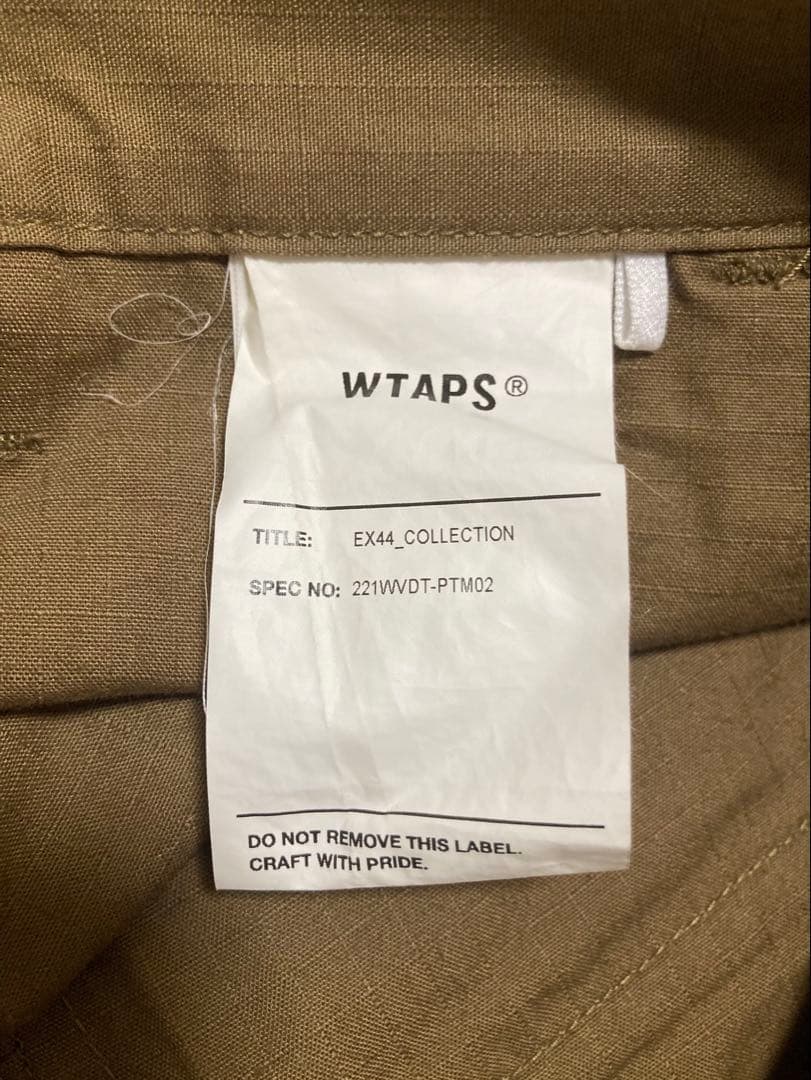 WTAPS®
TITLE: EX44_COLLECTION
SPEC NO: 221WVDT-PTM02
DO NOT REMOVE THIS LABEL.
CRAFT WITH PRIDE.